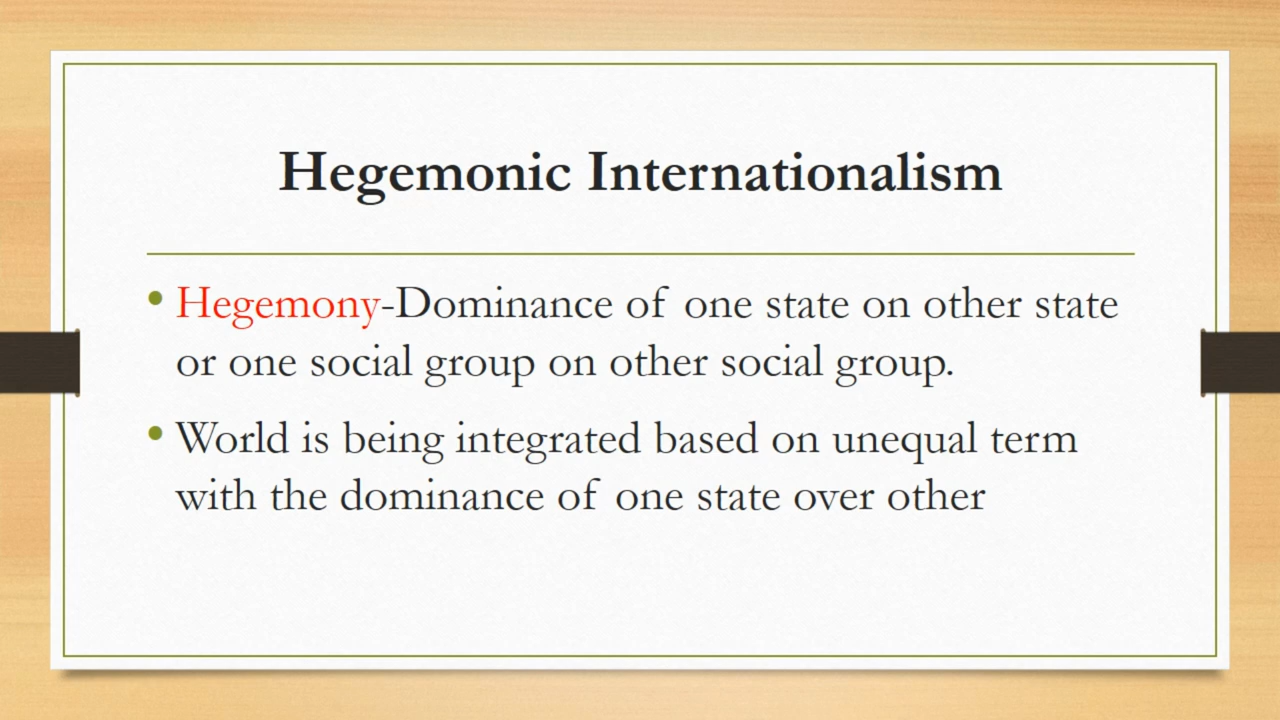 Hegemonic Internationalism
• Hegemony-Dominance of one state on other state
or one social group on other social group.
• World is being integrated based on unequal term
with the dominance of one state over other